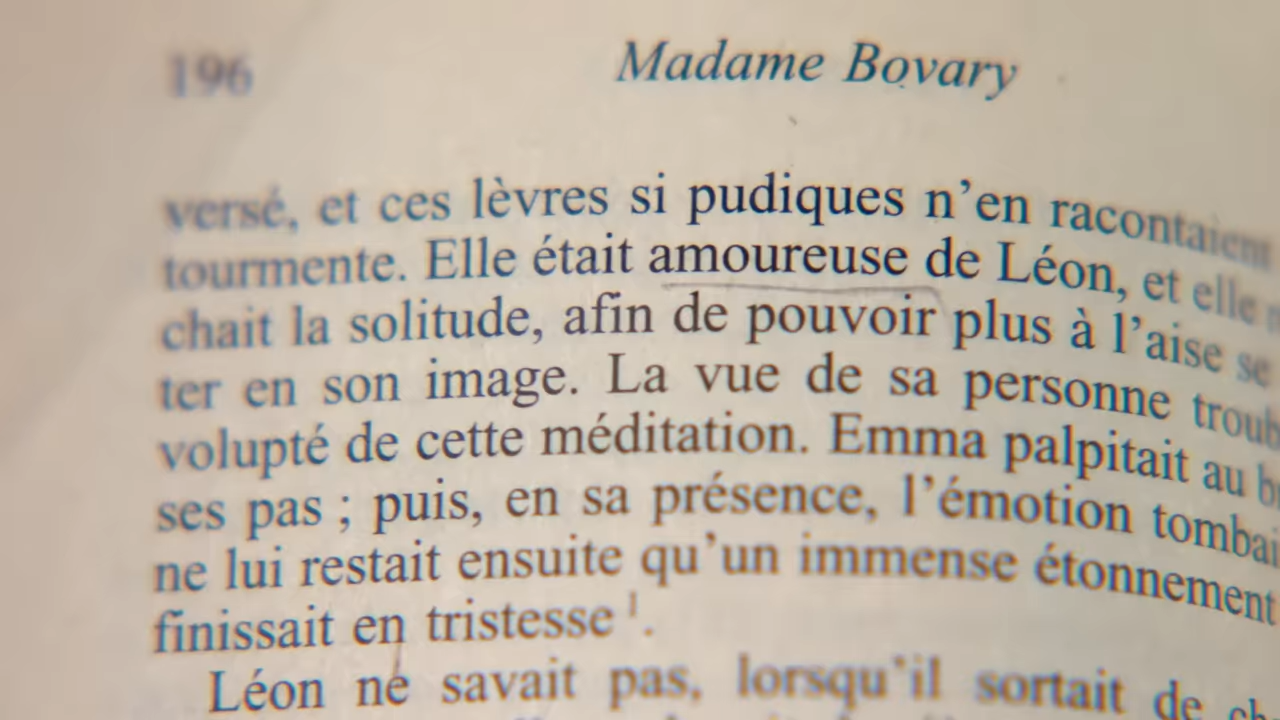 196
Madame Bovary
versé, et ces lèvres si pudiques n'en racontaient
tourmente. Elle était amoureuse de Léon, et elle
chait la solitude, afin de pouvoir plus à l'aise se
ter en son image. La vue de sa personne
volupté de cette méditation. Emma palpitait au
ses pas ; puis, en sa présence, l'émotion
ne lui restait ensuite qu'un immense étonnement
finissait en tristesse 1.
Léon ne savait pas, lorsqu'il sortait de